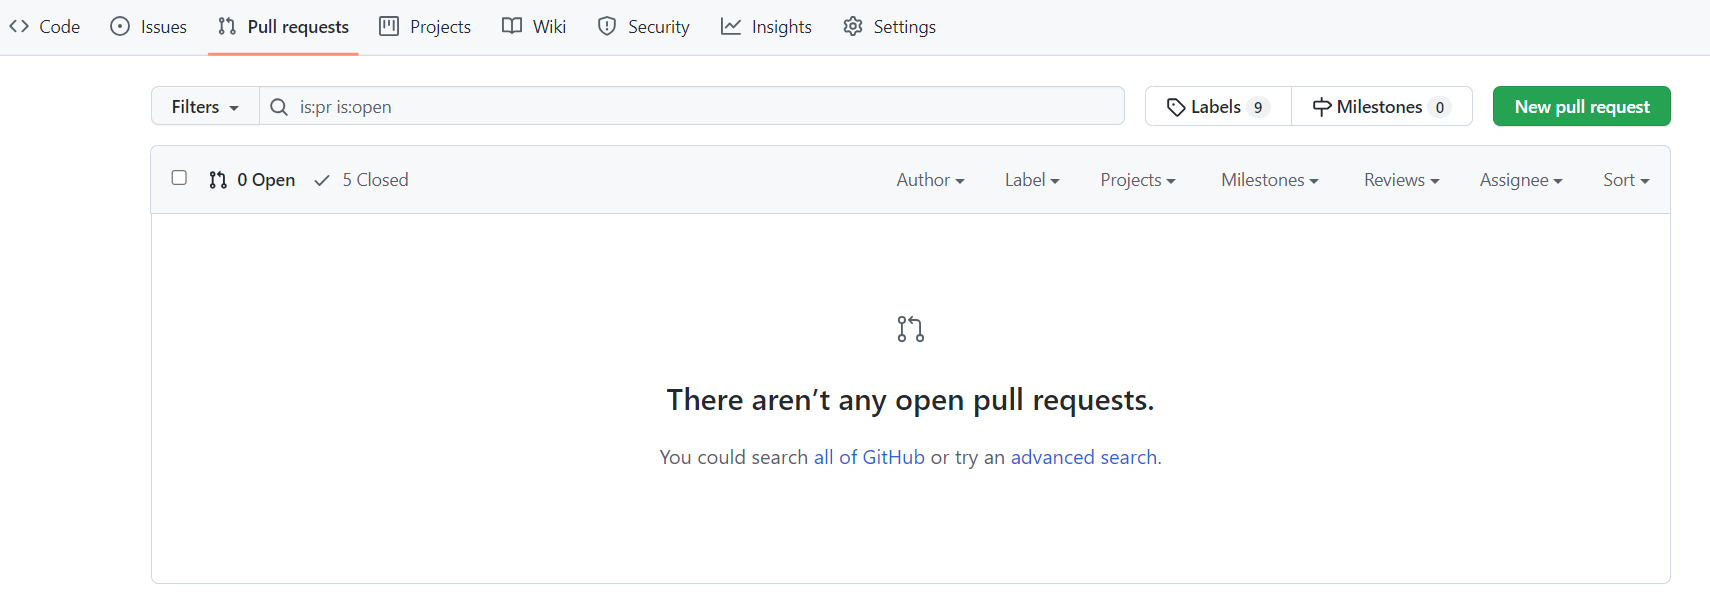 Code Issues Pull requests Projects Wiki Security Insights Settings
Filters is:pr is:open Labels 9 Milestones 0 New pull request
0 Open 5 Closed Author Label Projects Milestones Reviews Assignee Sort
There aren’t any open pull requests.
You could search all of GitHub or try an advanced search.